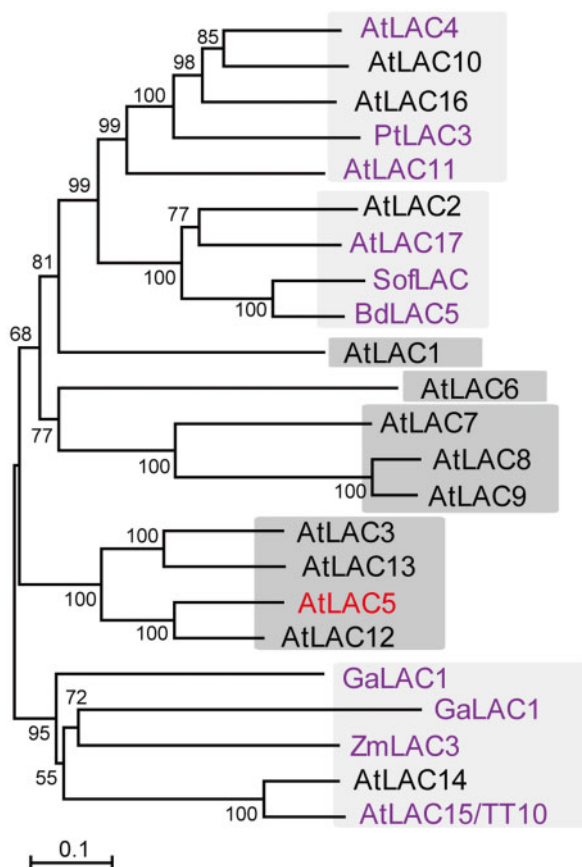 85
AtLAC4
98
AtLAC10
100
AtLAC16
99
PtLAC3
99
AtLAC11
77
AtLAC2
100
AtLAC17
81
SofLAC
100
BdLAC5
68
AtLAC1
AtLAC6
77
AtLAC7
100
AtLAC8
100
AtLAC9
100
AtLAC3
AtLAC13
100
AtLAC5
100
AtLAC12
GaLAC1
72
GaLAC1
95
ZmLAC3
55
AtLAC14
100
AtLAC15/TT10
0.1